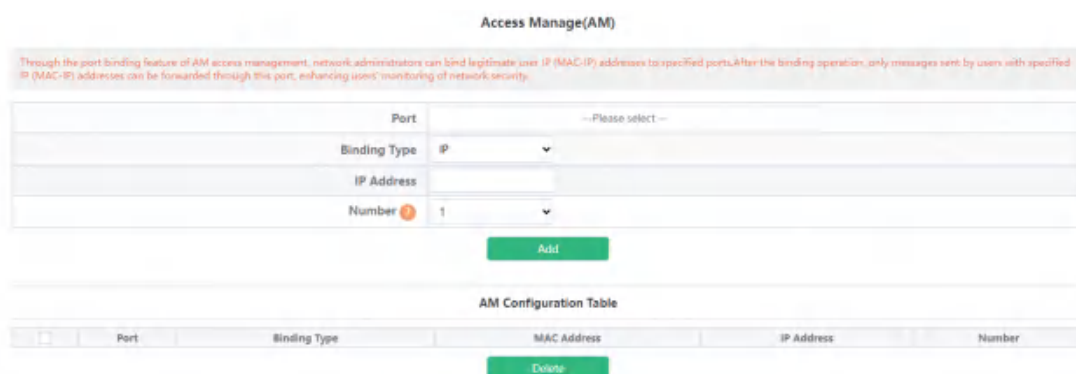 Access Manage(AM)
Through the port binding feature of AM access management, network administrators can bind legitimate user IP (MAC-IP) addresses to specified ports.After the binding operation, only messages sent by users with specified
IP (MAC-IP) addresses can be forwarded through this port, enhancing users' monitoring of network security.
Port --Please select --
Binding Type IP
IP Address
Number ? 1
Add
AM Configuration Table
Port Binding Type MAC Address IP Address Number
Delete